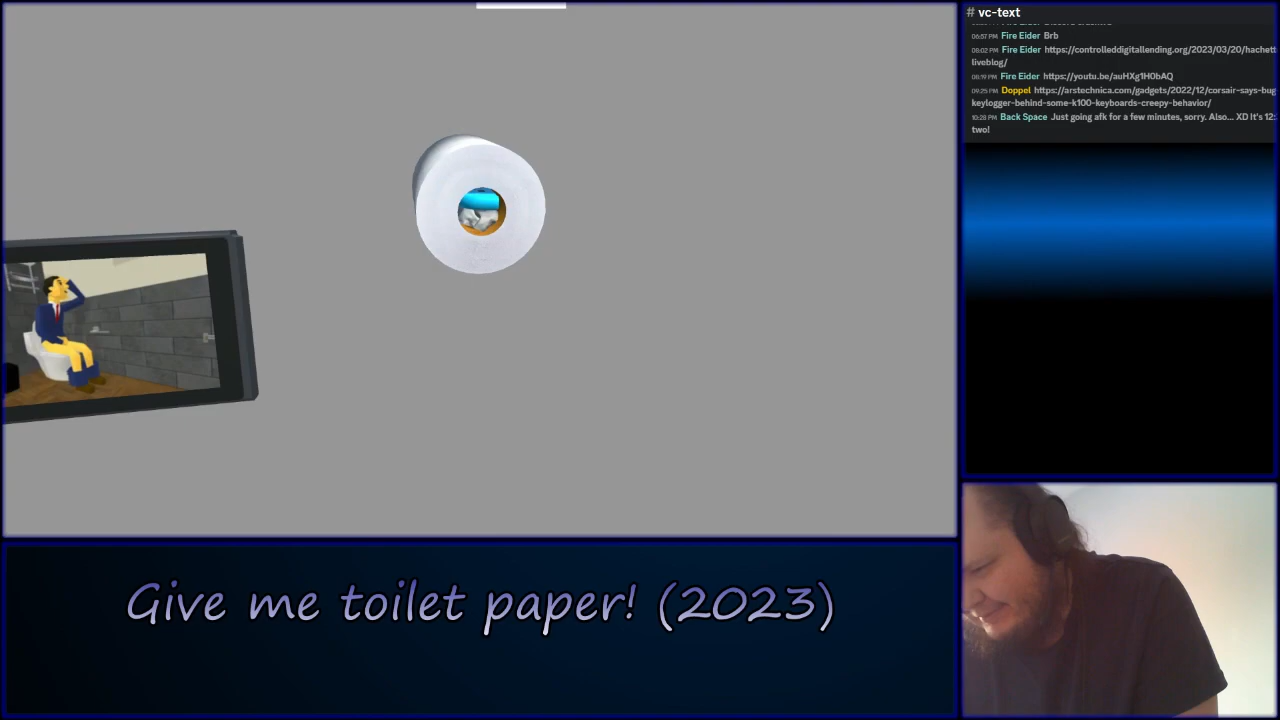 # vc-text
06:57 PM Fire Eider Brb
08:02 PM Fire Eider https://controlleddigitallending.org/2023/03/20/hachett
liveblog/
08:19 PM Fire Eider https://youtu.be/auHXg1H0bAQ
09:25 PM Doppel https://arstechnica.com/gadgets/2022/12/corsair-says-bug
keylogger-behind-some-k100-keyboards-creepy-behavior/
10:28 PM Back Space Just going afk for a few minutes, sorry. Also... XD It's 12:
two!
Give me toilet paper! (2023)